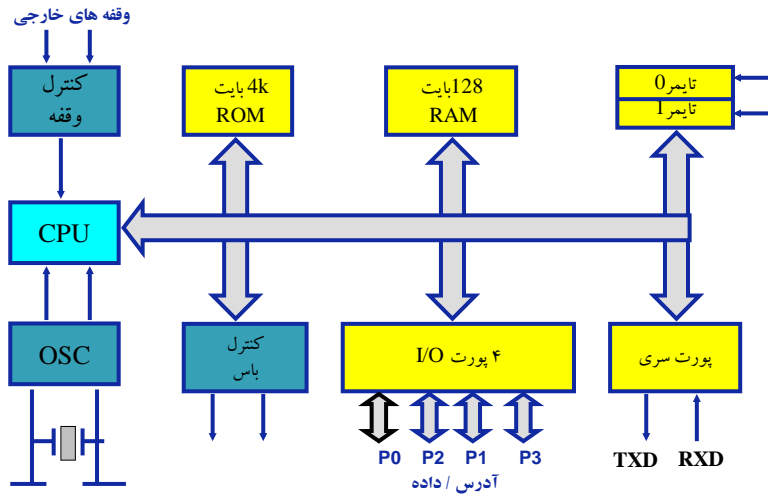 وقفه های خارجی
کنترل
وقفه
4k بایت
ROM
128بایت
RAM
تایمر0
تایمر1
CPU
OSC
کنترل
باس
۴ پورت I/O
پورت سری
P0 P2 P1 P3
آدرس / داده
TXD RXD